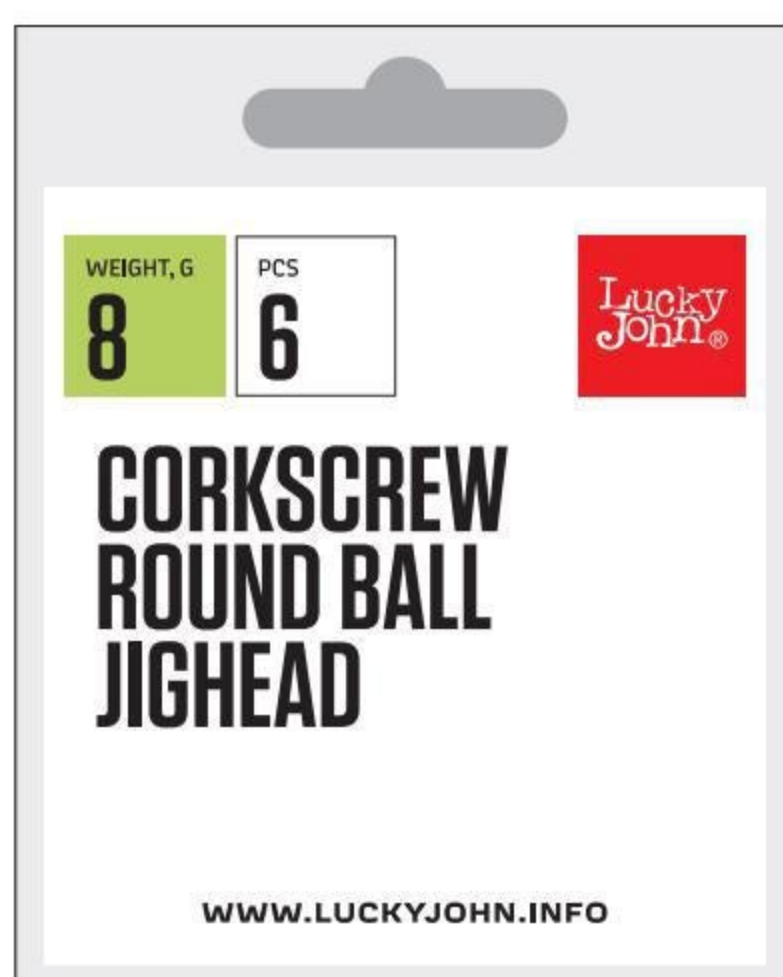 WEIGHT, G
8
PCS
6
Lucky
John®
CORKSCREW
ROUND BALL
JIGHEAD
WWW.LUCKYJOHN.INFO